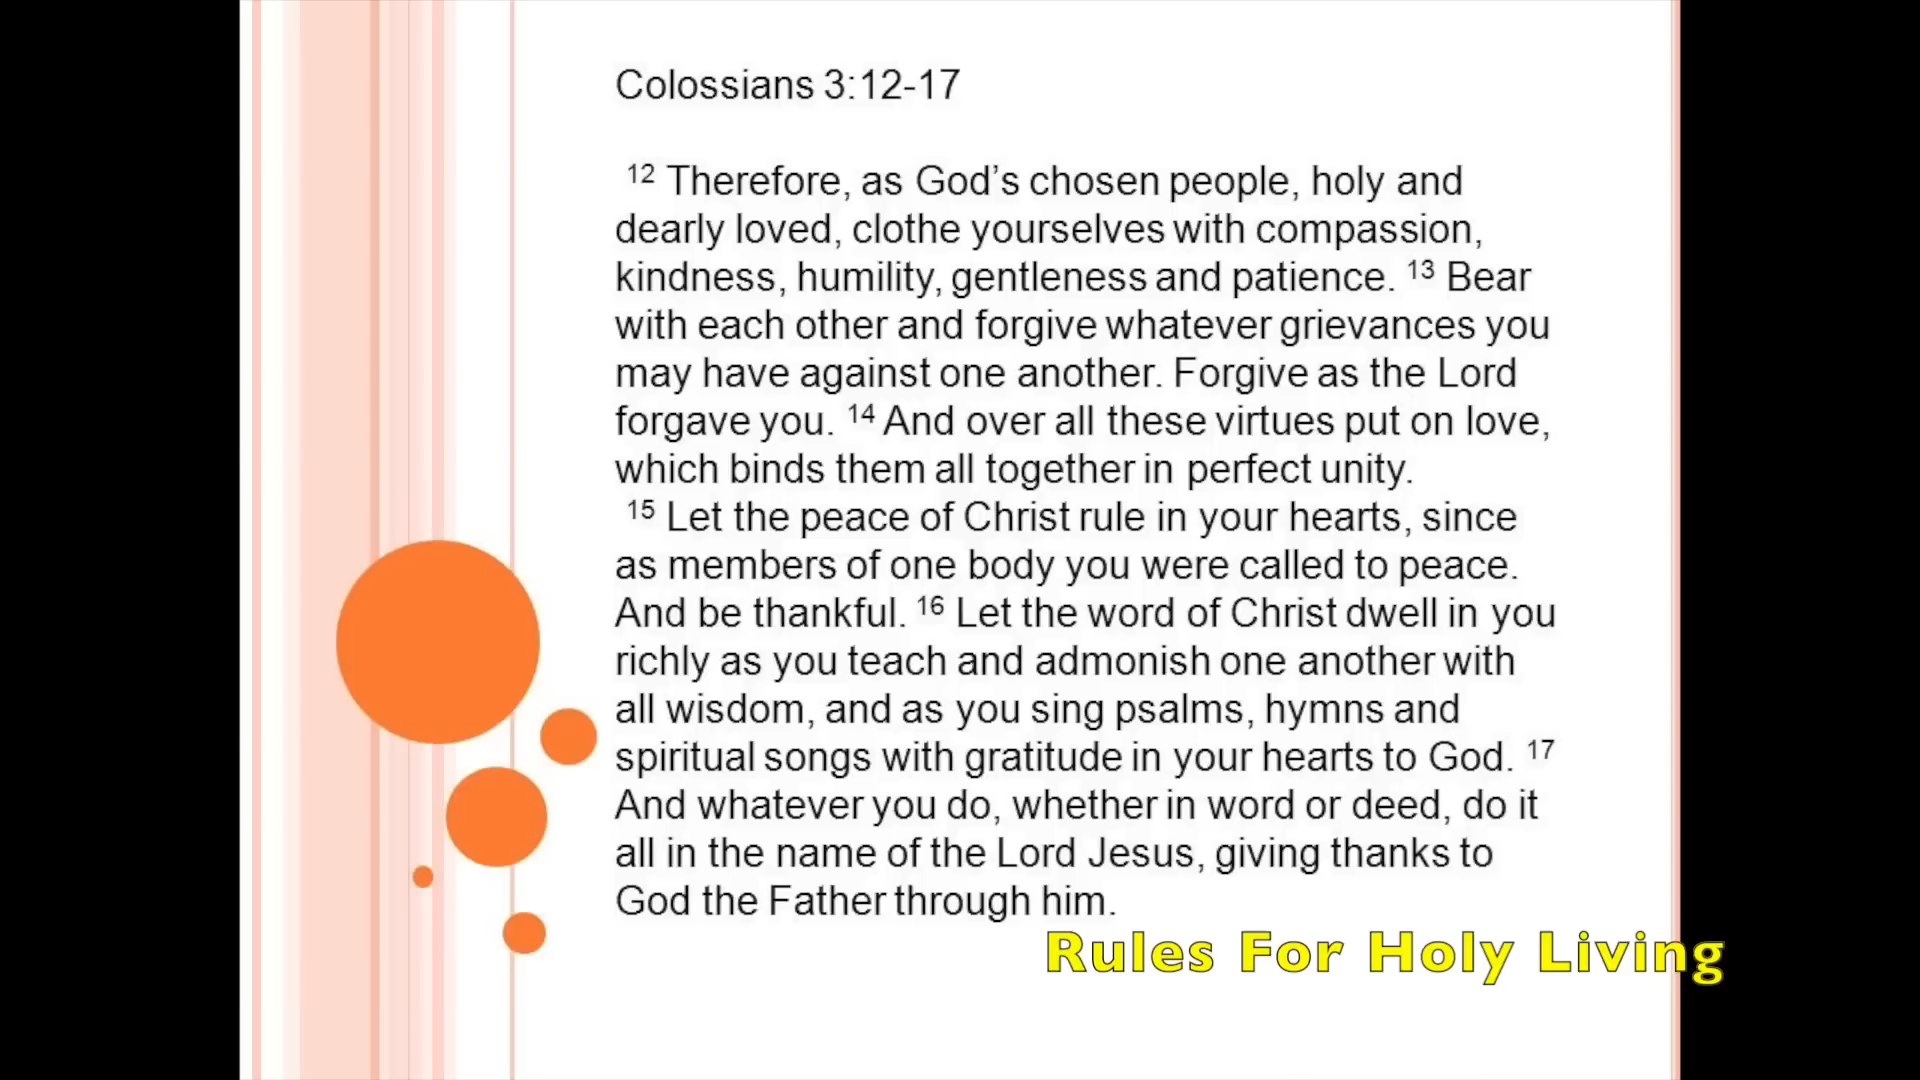 Colossians 3:12-17
12 Therefore, as God’s chosen people, holy and
dearly loved, clothe yourselves with compassion,
kindness, humility, gentleness and patience. 13 Bear
with each other and forgive whatever grievances you
may have against one another. Forgive as the Lord
forgave you. 14 And over all these virtues put on love,
which binds them all together in perfect unity.
15 Let the peace of Christ rule in your hearts, since
as members of one body you were called to peace.
And be thankful. 16 Let the word of Christ dwell in you
richly as you teach and admonish one another with
all wisdom, and as you sing psalms, hymns and
spiritual songs with gratitude in your hearts to God. 17
And whatever you do, whether in word or deed, do it
all in the name of the Lord Jesus, giving thanks to
God the Father through him.
Rules For Holy Living